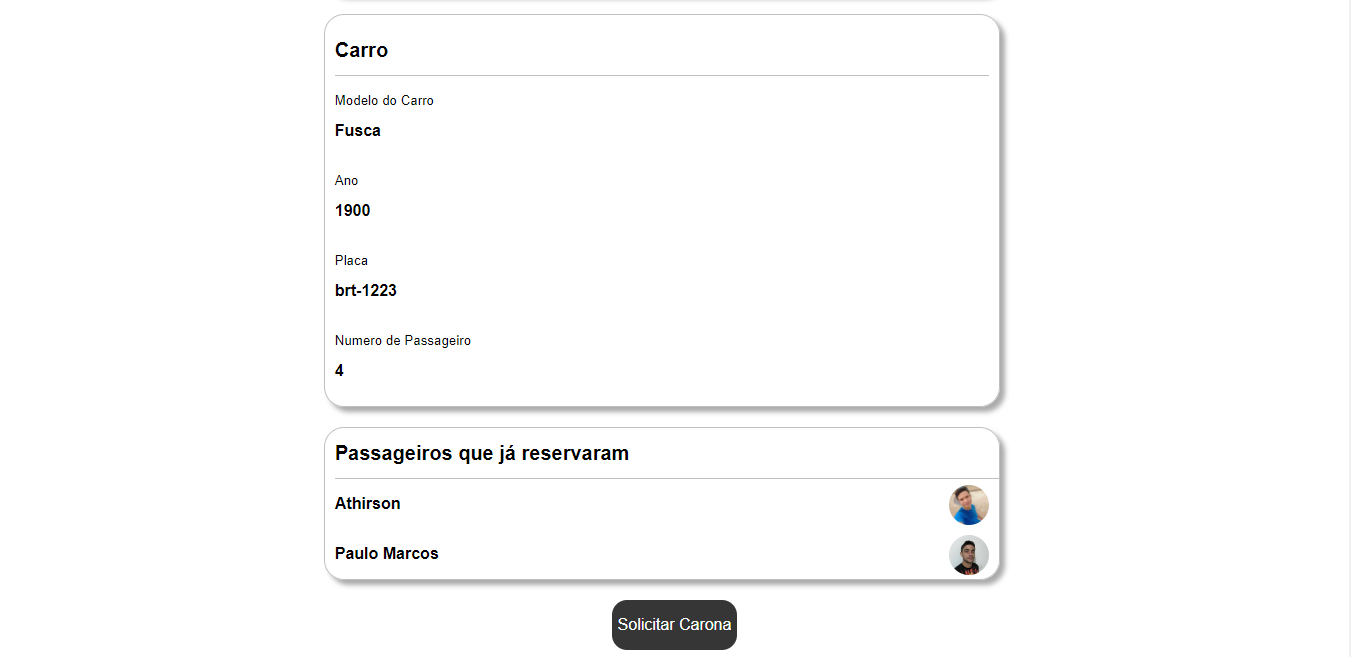 Carro
Modelo do Carro
Fusca
Ano
1900
Placa
brt-1223
Numero de Passageiro
4
Passageiros que já reservaram
Athirson
Paulo Marcos
Solicitar Carona